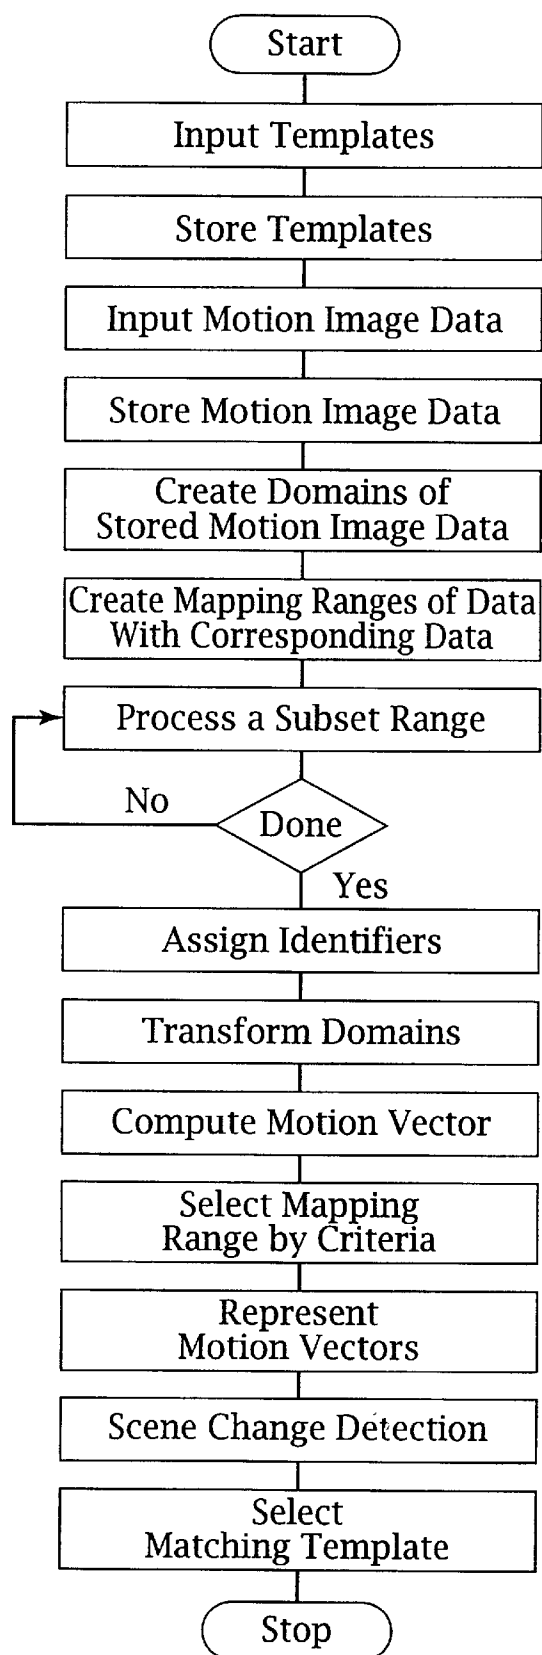 Start
Input Templates
Store Templates
Input Motion Image Data
Store Motion Image Data
Create Domains of
Stored Motion Image Data
Create Mapping Ranges of Data
With Corresponding Data
Process a Subset Range
No
Done
Yes
Assign Identifiers
Transform Domains
Compute Motion Vector
Select Mapping
Range by Criteria
Represent
Motion Vectors
Scene Change Detection
Select
Matching Template
Stop